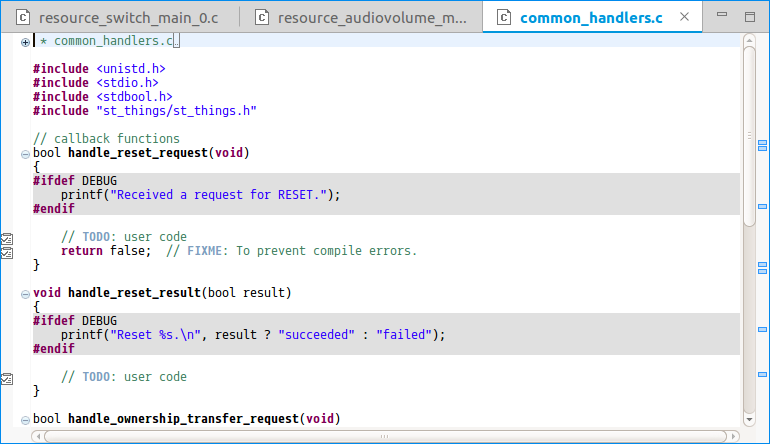 resource_switch_main_0.c resource_audiovolume_m... common_handlers.c
* common_handlers.c
#include <unistd.h>
#include <stdio.h>
#include <stdbool.h>
#include "st_things/st_things.h"
// callback functions
bool handle_reset_request(void)
{
#ifdef DEBUG
    printf("Received a request for RESET.");
#endif
    // TODO: user code
    return false;  // FIXME: To prevent compile errors.
}
void handle_reset_result(bool result)
{
#ifdef DEBUG
    printf("Reset %s.\n", result ? "succeeded" : "failed");
#endif
    // TODO: user code
}
bool handle_ownership_transfer_request(void)